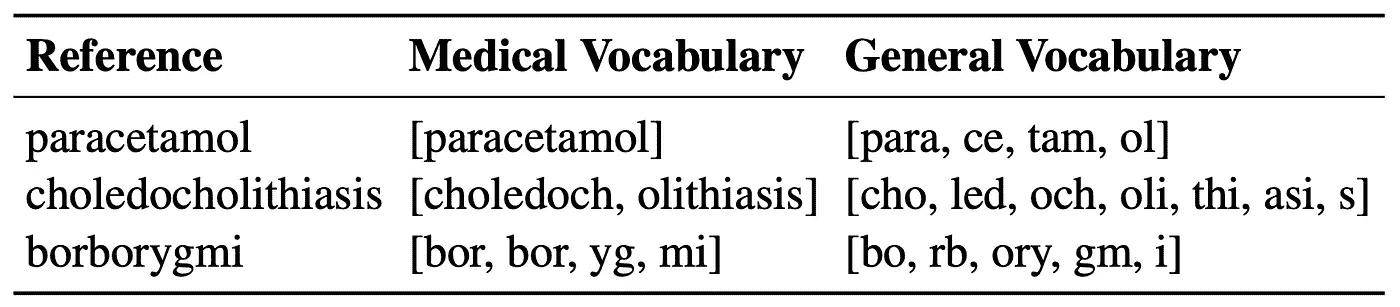 Reference Medical Vocabulary General Vocabulary
paracetamol [paracetamol] [para, ce, tam, ol]
choledocholithiasis [choledoch, olithiasis] [cho, led, och, oli, thi, asi, s]
borborygmi [bor, bor, yg, mi] [bo, rb, ory, gm, i]